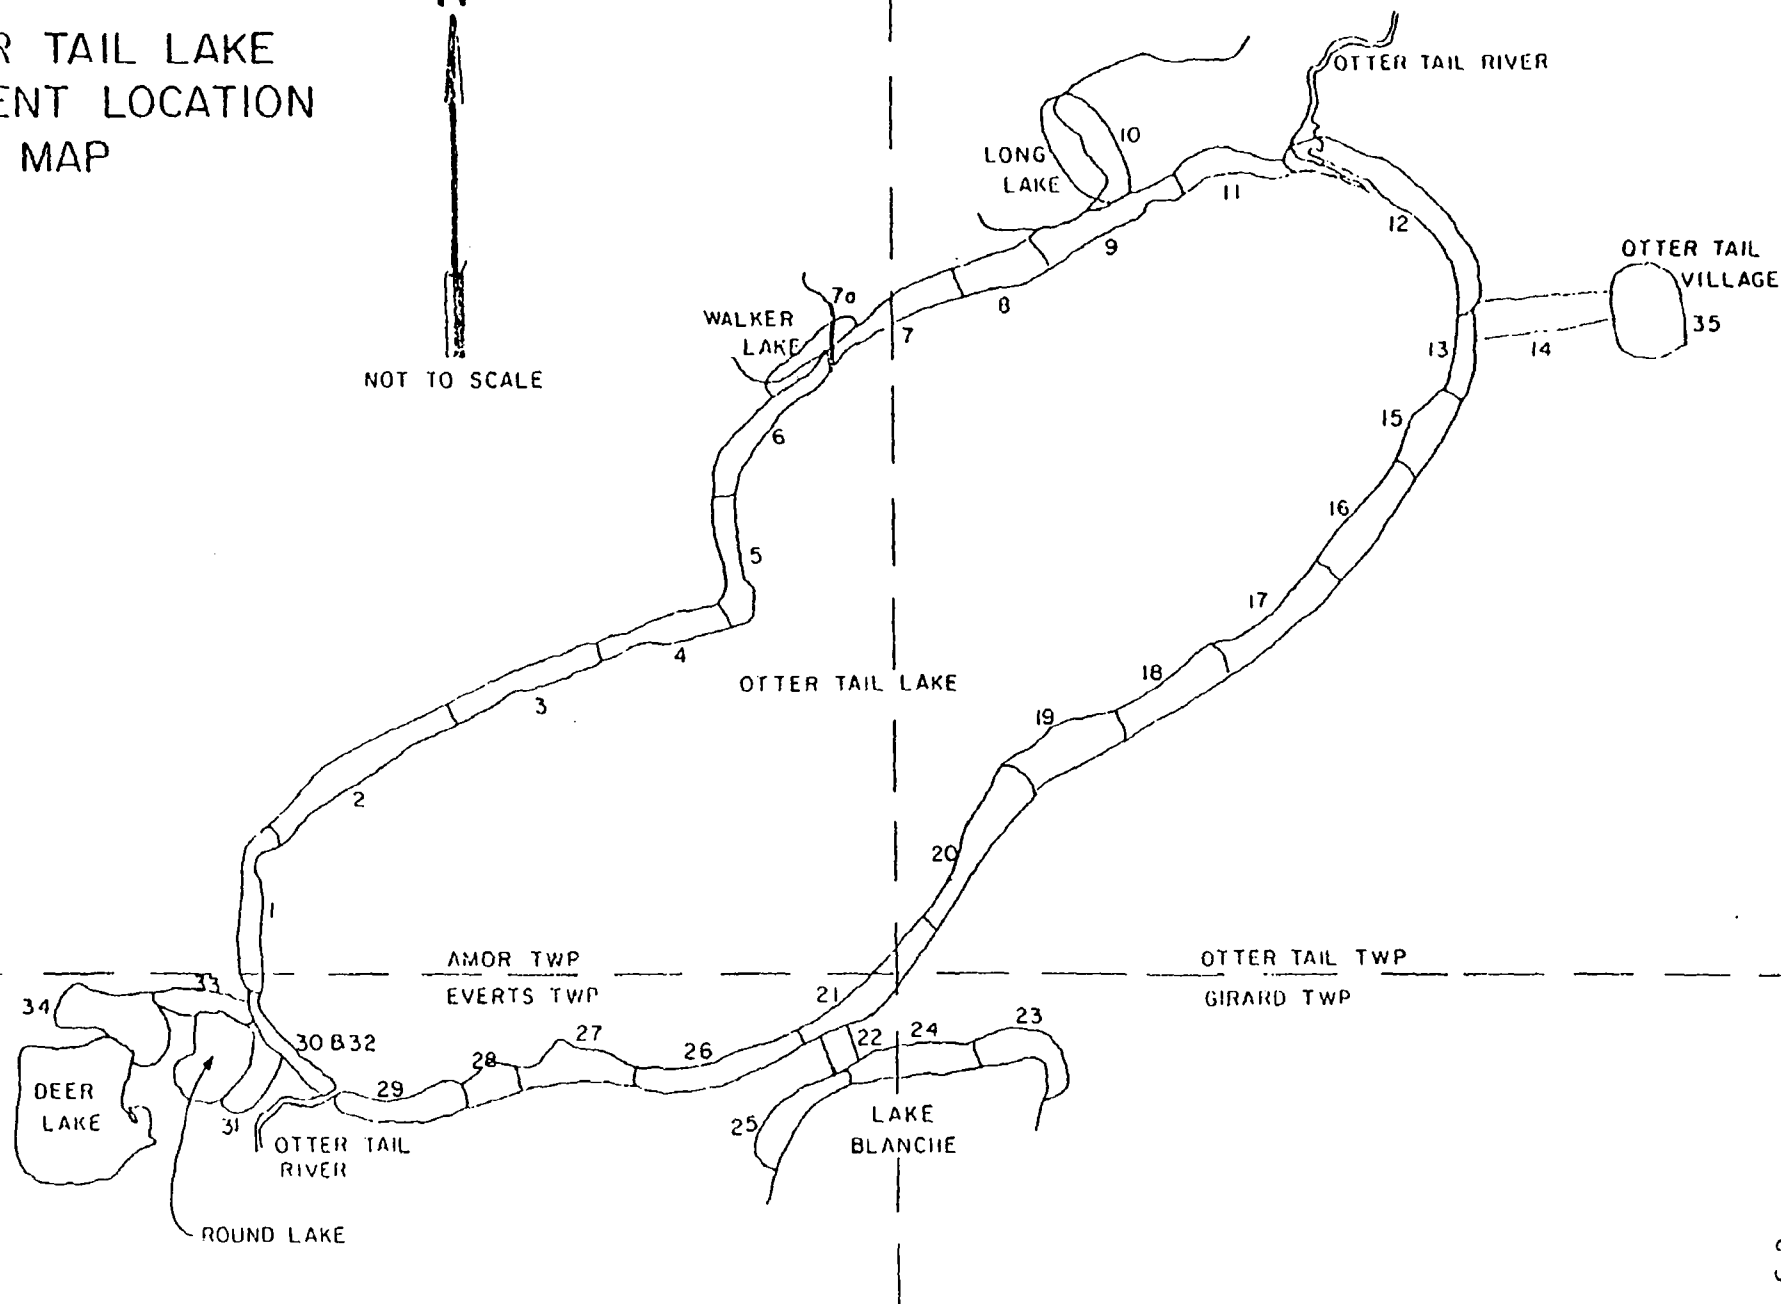 R TAIL LAKE
ENT LOCATION
MAP
N
NOT TO SCALE
OTTER TAIL RIVER
LONG
LAKE
10
11
12
9
OTTER TAIL
VILLAGE
35
14
13
8
7a
7
WALKER
LAKE
6
15
16
5
17
4
18
OTTER TAIL LAKE
3
19
2
20
1
AMOR TWP
OTTER TAIL TWP
EVERTS TWP
GIRARD TWP
33
34
21
22
24
23
27
26
28
29
30 & 32
DEER
LAKE
31
OTTER TAIL
RIVER
25
LAKE
BLANCHE
ROUND LAKE